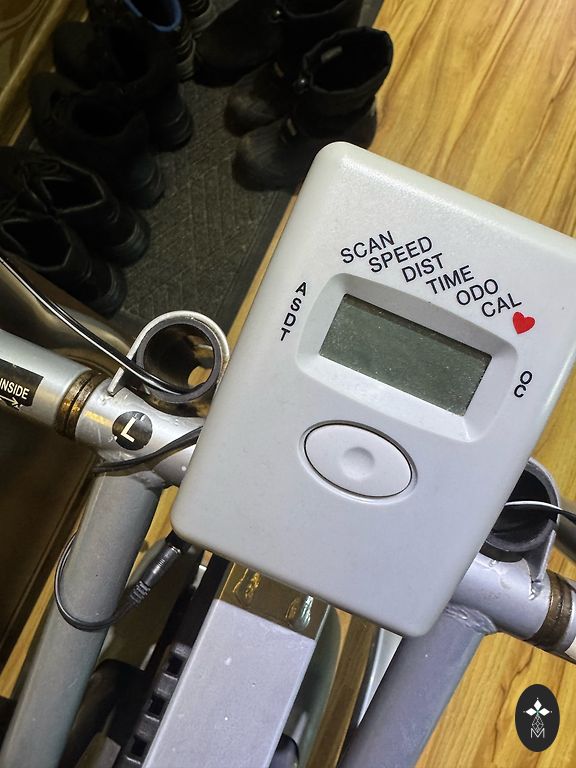 SCAN
SPEED
DIST
TIME
ODO
CAL
ASDT
OC
INSIDE
L
M